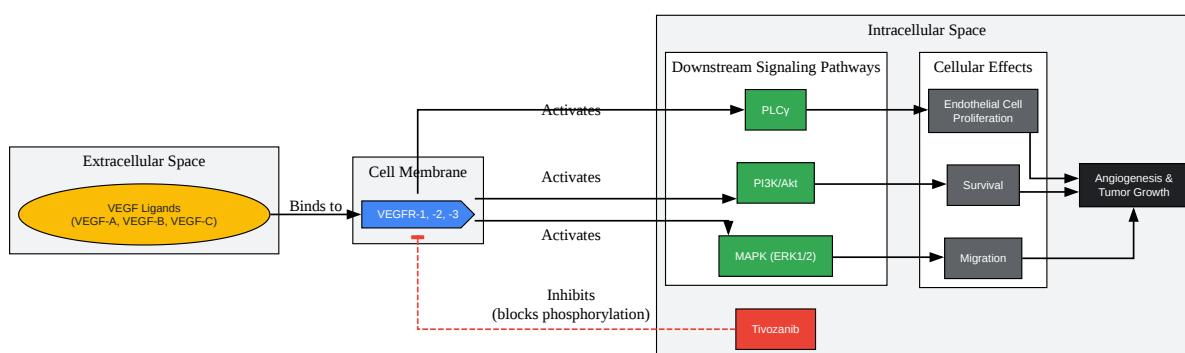 Intracellular Space
Downstream Signaling Pathways
Cellular Effects
Activates
PLCγ
Endothelial Cell
Proliferation
Extracellular Space
Cell Membrane
VEGF Ligands
(VEGF-A, VEGF-B, VEGF-C)
Binds to
VEGFR-1, -2, -3
Activates
PI3K/Akt
Survival
Angiogenesis &
Tumor Growth
Activates
MAPK (ERK1/2)
Migration
Inhibits
(blocks phosphorylation)
Tivozanib